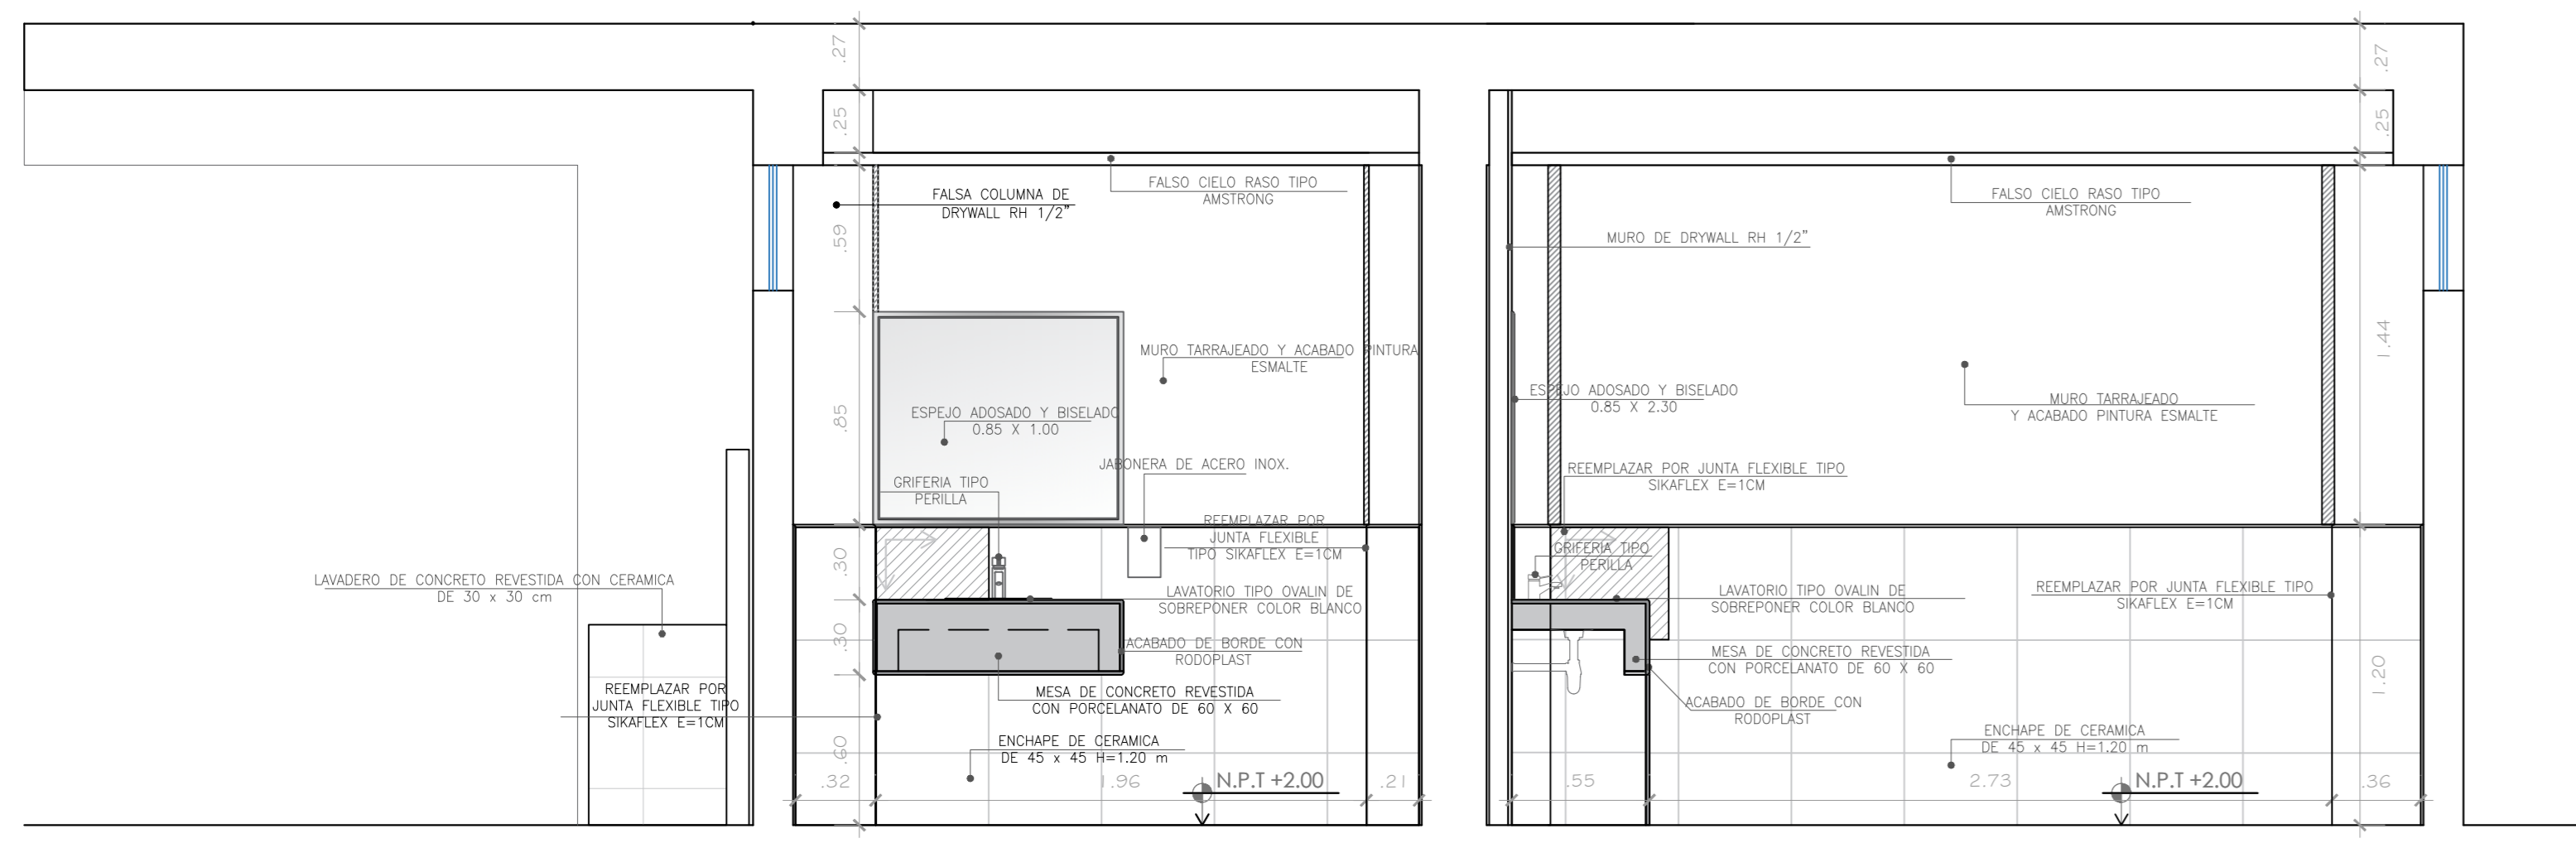 .27
.25
.59
.85
.30
.30
.60
.32
1.96
.21
FALSA COLUMNA DE
DRYWALL RH 1/2”
FALSO CIELO RASO TIPO
AMSTRONG
MURO TARRAJEADO Y ACABADO PINTURA
ESMALTE
ESPEJO ADOSADO Y BISELADO
0.85 X 1.00
JABONERA DE ACERO INOX.
GRIFERIA TIPO
PERILLA
REEMPLAZAR POR
JUNTA FLEXIBLE
TIPO SIKAFLEX E=1CM
LAVADERO DE CONCRETO REVESTIDA CON CERAMICA
DE 30 x 30 cm
LAVATORIO TIPO OVALIN DE
SOBREPONER COLOR BLANCO
ACABADO DE BORDE CON
RODOPLAST
REEMPLAZAR POR
JUNTA FLEXIBLE TIPO
SIKAFLEX E=1CM
MESA DE CONCRETO REVESTIDA
CON PORCELANATO DE 60 X 60
ENCHAPE DE CERAMICA
DE 45 x 45 H=1.20 m
N.P.T +2.00
.27
.25
1.44
1.20
.55
2.73
.36
FALSO CIELO RASO TIPO
AMSTRONG
MURO DE DRYWALL RH 1/2”
ESPEJO ADOSADO Y BISELADO
0.85 X 2.30
MURO TARRAJEADO
Y ACABADO PINTURA ESMALTE
REEMPLAZAR POR JUNTA FLEXIBLE TIPO
SIKAFLEX E=1CM
GRIFERIA TIPO
PERILLA
LAVATORIO TIPO OVALIN DE
SOBREPONER COLOR BLANCO
REEMPLAZAR POR JUNTA FLEXIBLE TIPO
SIKAFLEX E=1CM
MESA DE CONCRETO REVESTIDA
CON PORCELANATO DE 60 X 60
ACABADO DE BORDE CON
RODOPLAST
ENCHAPE DE CERAMICA
DE 45 x 45 H=1.20 m
N.P.T +2.00